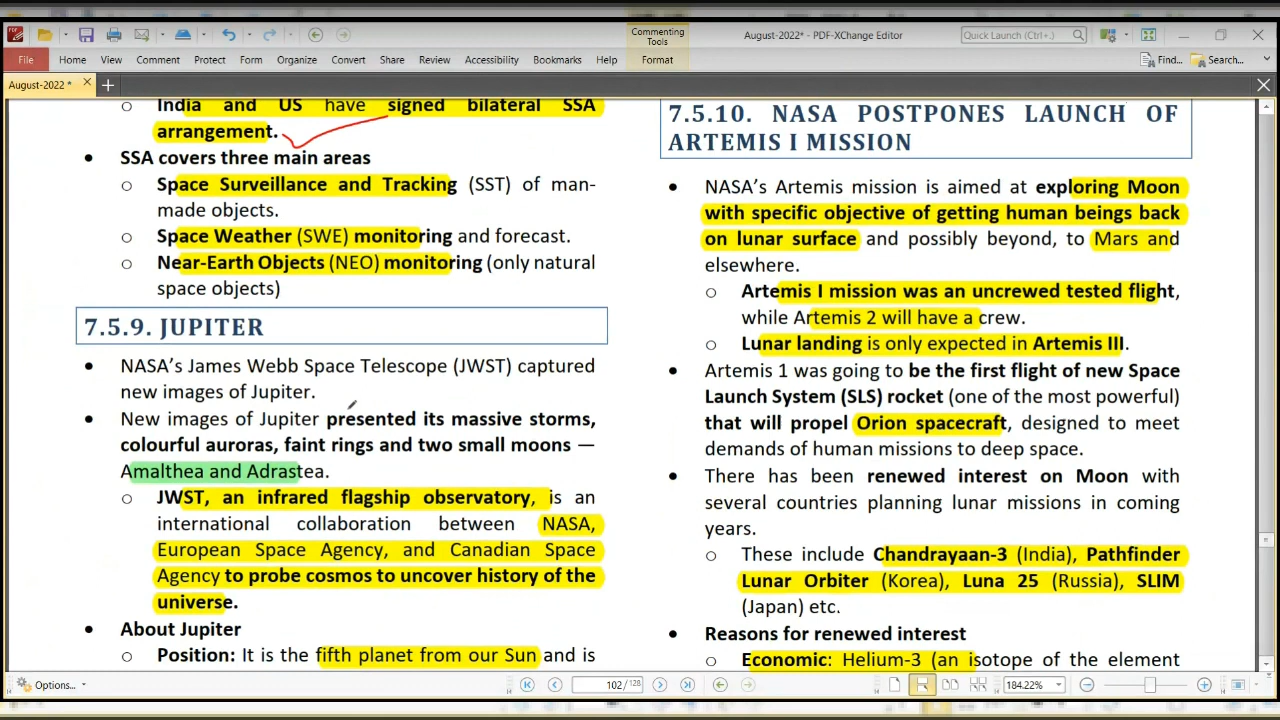 Commenting
Tools
August-2022* - PDF-XChange Editor
Quick Launch (Ctrl+.)
File
Home
View
Comment
Protect
Form
Organize
Convert
Share
Review
Accessibility
Bookmarks
Help
Format
Find...
Search...
August-2022 *
o India and US have signed bilateral SSA
arrangement.
• SSA covers three main areas
o Space Surveillance and Tracking (SST) of man-
made objects.
o Space Weather (SWE) monitoring and forecast.
o Near-Earth Objects (NEO) monitoring (only natural
space objects)
7.5.9. JUPITER
• NASA's James Webb Space Telescope (JWST) captured
new images of Jupiter.
• New images of Jupiter presented its massive storms,
colourful auroras, faint rings and two small moons —
Amalthea and Adrastea.
o JWST, an infrared flagship observatory, is an
international collaboration between NASA,
European Space Agency, and Canadian Space
Agency to probe cosmos to uncover history of the
universe.
• About Jupiter
o Position: It is the fifth planet from our Sun and is
7.5.10. NASA POSTPONES LAUNCH OF
ARTEMIS I MISSION
• NASA's Artemis mission is aimed at exploring Moon
with specific objective of getting human beings back
on lunar surface and possibly beyond, to Mars and
elsewhere.
o Artemis I mission was an uncrewed tested flight,
while Artemis 2 will have a crew.
o Lunar landing is only expected in Artemis III.
• Artemis 1 was going to be the first flight of new Space
Launch System (SLS) rocket (one of the most powerful)
that will propel Orion spacecraft, designed to meet
demands of human missions to deep space.
• There has been renewed interest on Moon with
several countries planning lunar missions in coming
years.
o These include Chandrayaan-3 (India), Pathfinder
Lunar Orbiter (Korea), Luna 25 (Russia), SLIM
(Japan) etc.
• Reasons for renewed interest
o Economic: Helium-3 (an isotope of the element
Options...
102 / 128
184.22%